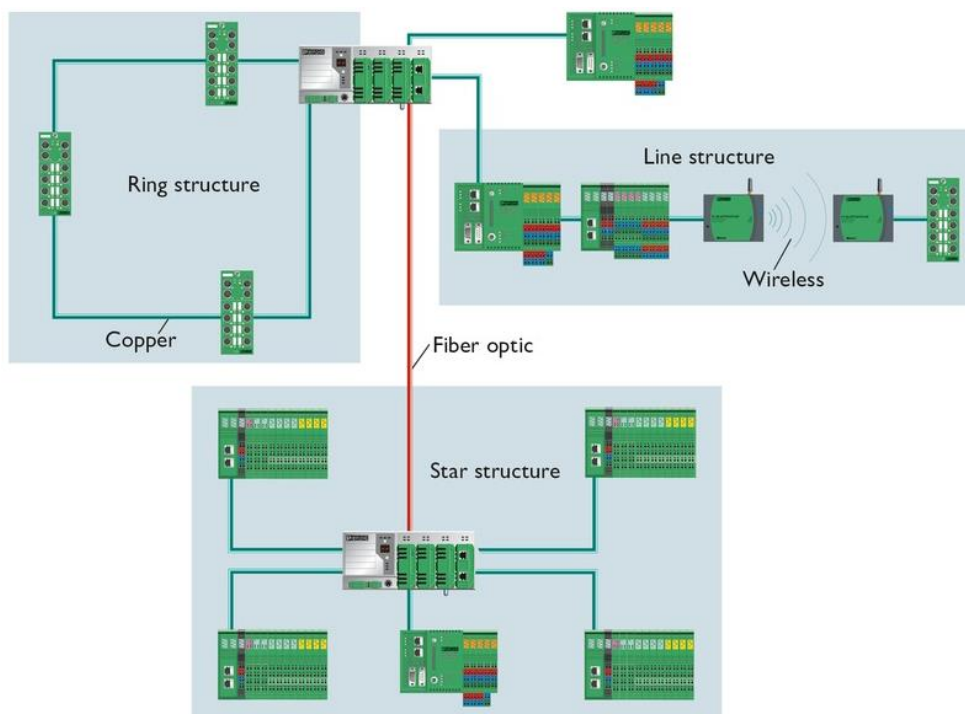 Ring structure
Line structure
Wireless
Copper
Fiber optic
Star structure